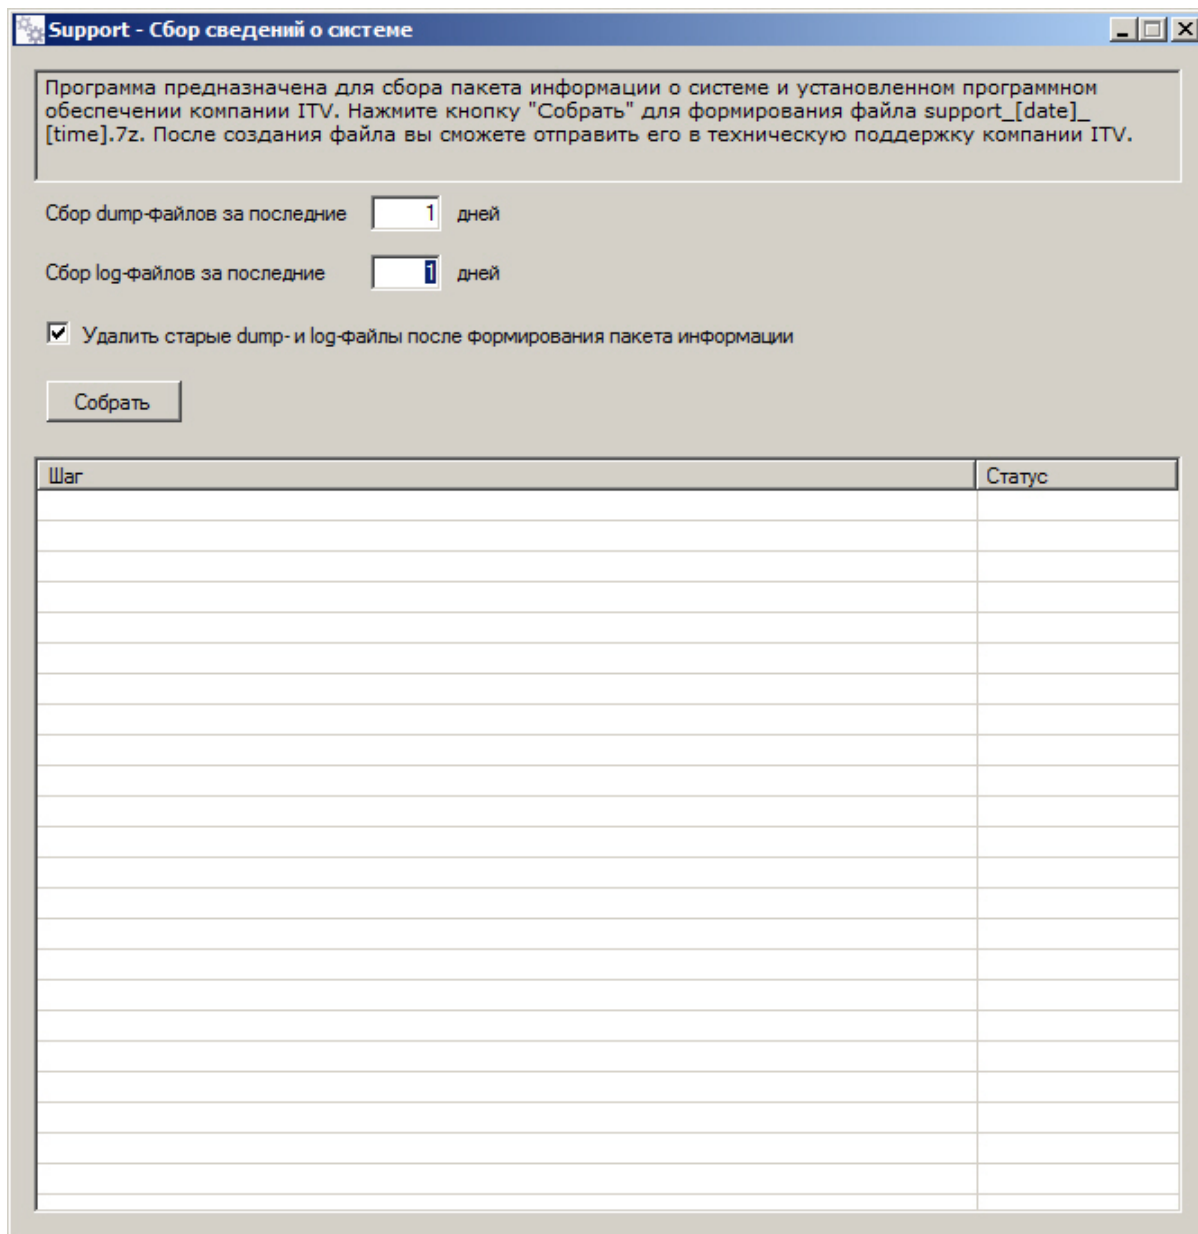 Support - Сбор сведений о системе
Программа предназначена для сбора пакета информации о системе и установленном программном
обеспечении компании ITV. Нажмите кнопку "Собрать" для формирования файла support_[date]_
[time].7z. После создания файла вы сможете отправить его в техническую поддержку компании ITV.
Сбор dump-файлов за последние 1 дней
Сбор log-файлов за последние 1 дней
Удалить старые dump- и log-файлы после формирования пакета информации
Собрать
Шаг Статус